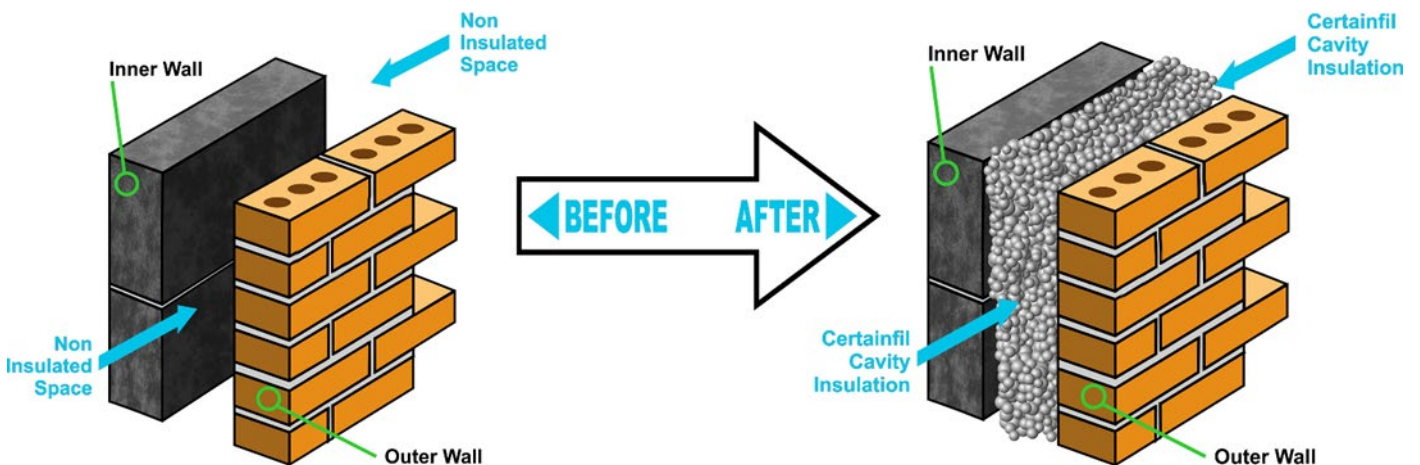 Non
Insulated
Space
Inner Wall
Non
Insulated
Space
Outer Wall
BEFORE AFTER
Certainfil
Cavity
Insulation
Inner Wall
Certainfil
Cavity
Insulation
Outer Wall